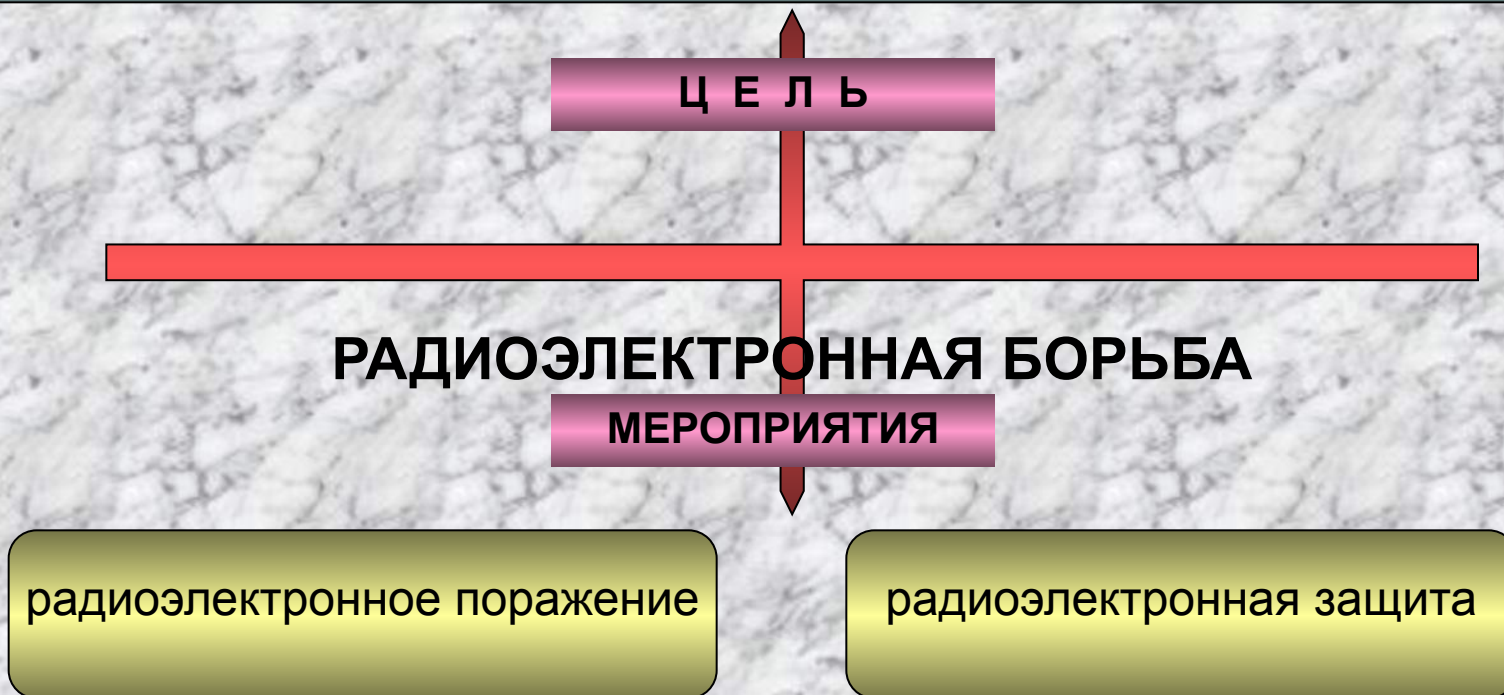 Ц Е Л Ь
РАДИОЭЛЕКТРОННАЯ БОРЬБА
МЕРОПРИЯТИЯ
радиоэлектронное поражение
радиоэлектронная защита